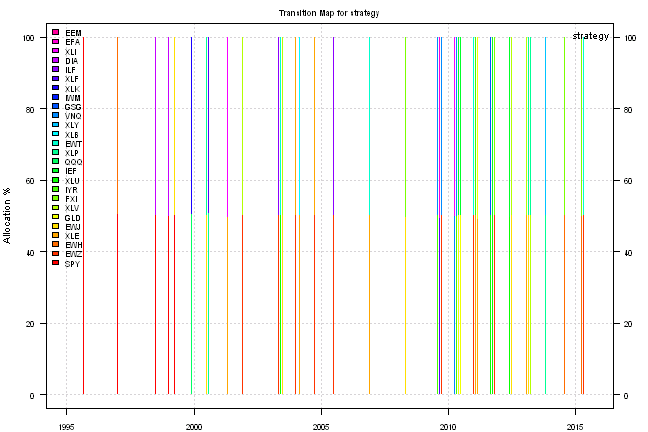 Transition Map for strategy
strategy
100
80
60
40
20
0
Allocation %
EEM
EFA
XLI
DIA
ILF
XLF
XLK
IWM
GSG
VNQ
XLY
XLB
EWT
XLP
QQQ
IEF
XLU
IYR
FXI
XLV
GLD
EWJ
XLE
EWH
EWZ
SPY
100
80
60
40
20
0
1995
2000
2005
2010
2015